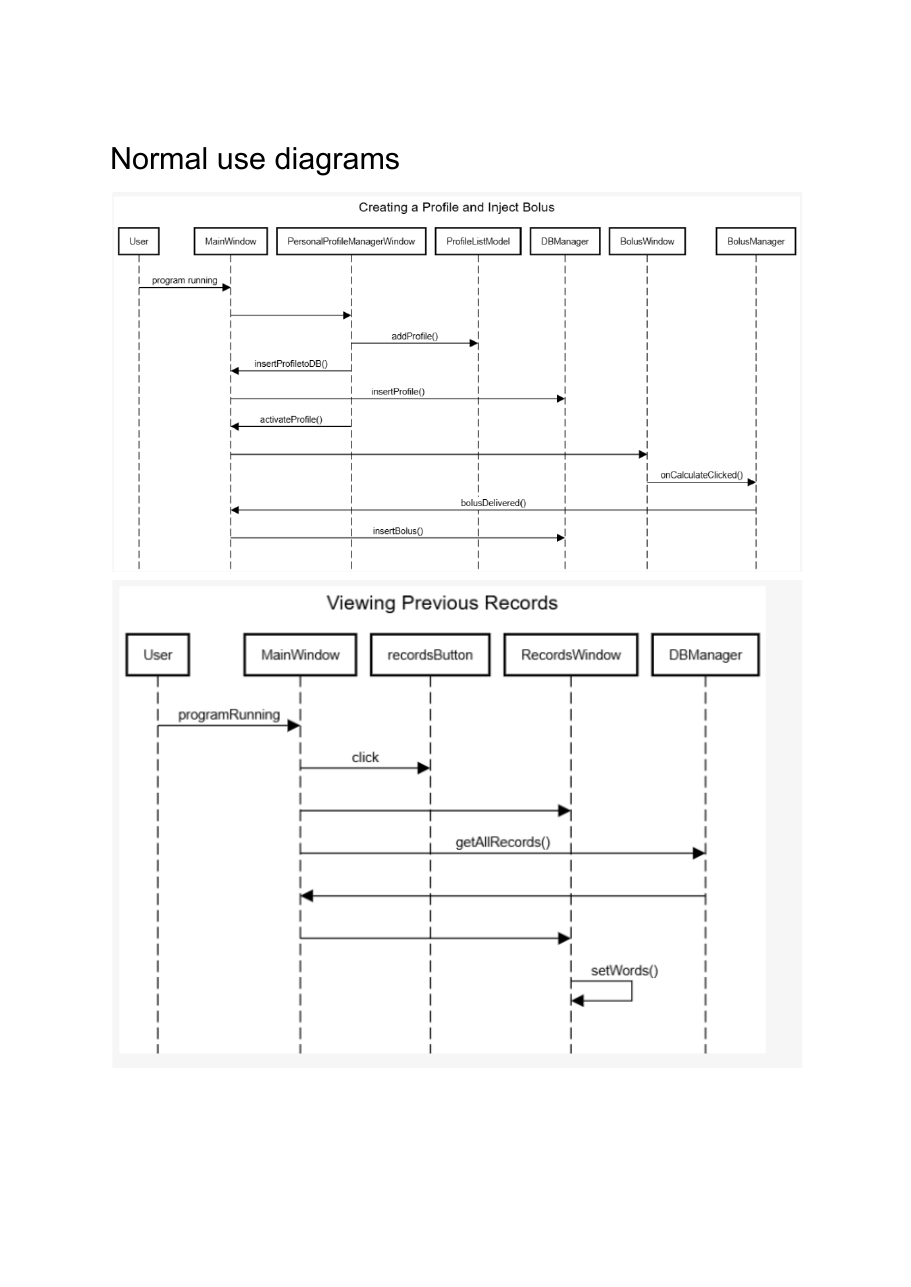 Normal use diagrams
Creating a Profile and Inject Bolus
User MainWindow PersonalProfileManagerWindow ProfileListModel DBManager BolusWindow BolusManager
program running
addProfile()
insertProfiletoDB()
insertProfile()
activateProfile()
onCalculateClicked()
bolusDelivered()
insertBolus()
Viewing Previous Records
User MainWindow recordsButton RecordsWindow DBManager
programRunning
click
getAllRecords()
setWords()